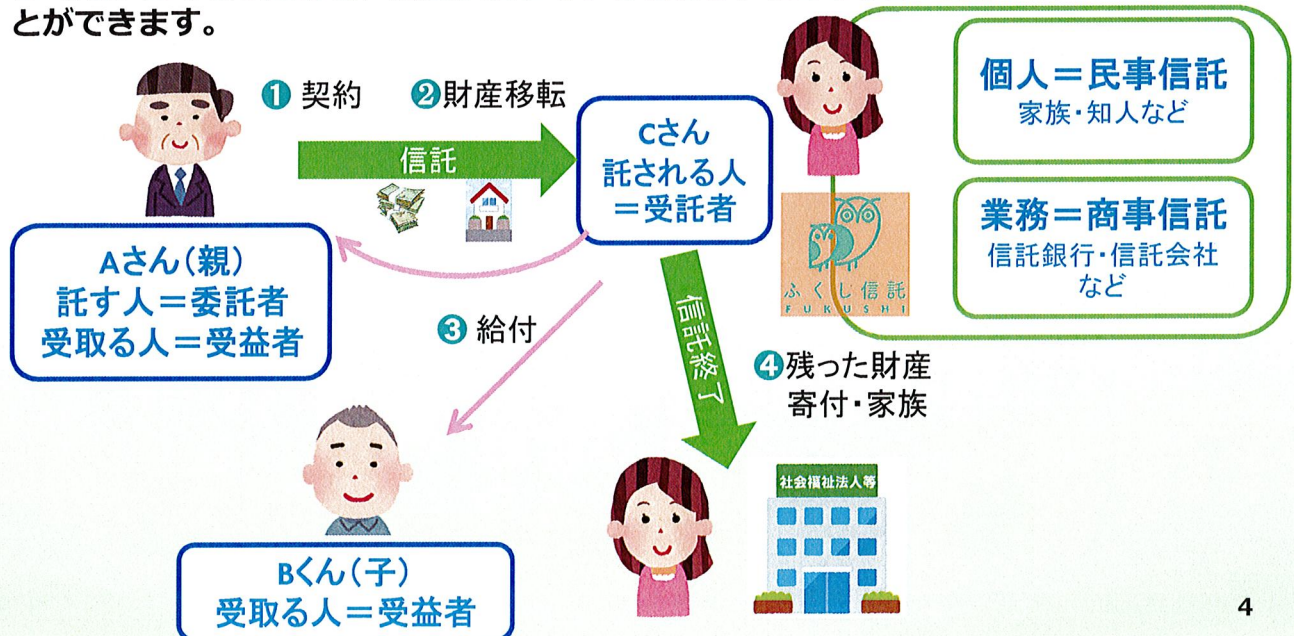 とができます。
❶ 契約 ❷財産移転
信託
Aさん(親)
託す人＝委託者
受取る人＝受益者
Cさん
託される人
＝受託者
個人＝民事信託
家族・知人など
業務＝商事信託
信託銀行・信託会社
など
ふくし信託
FUKUSHI
❸ 給付
信託終了
❹残った財産
寄付・家族
社会福祉法人等
Bくん(子)
受取る人＝受益者
4